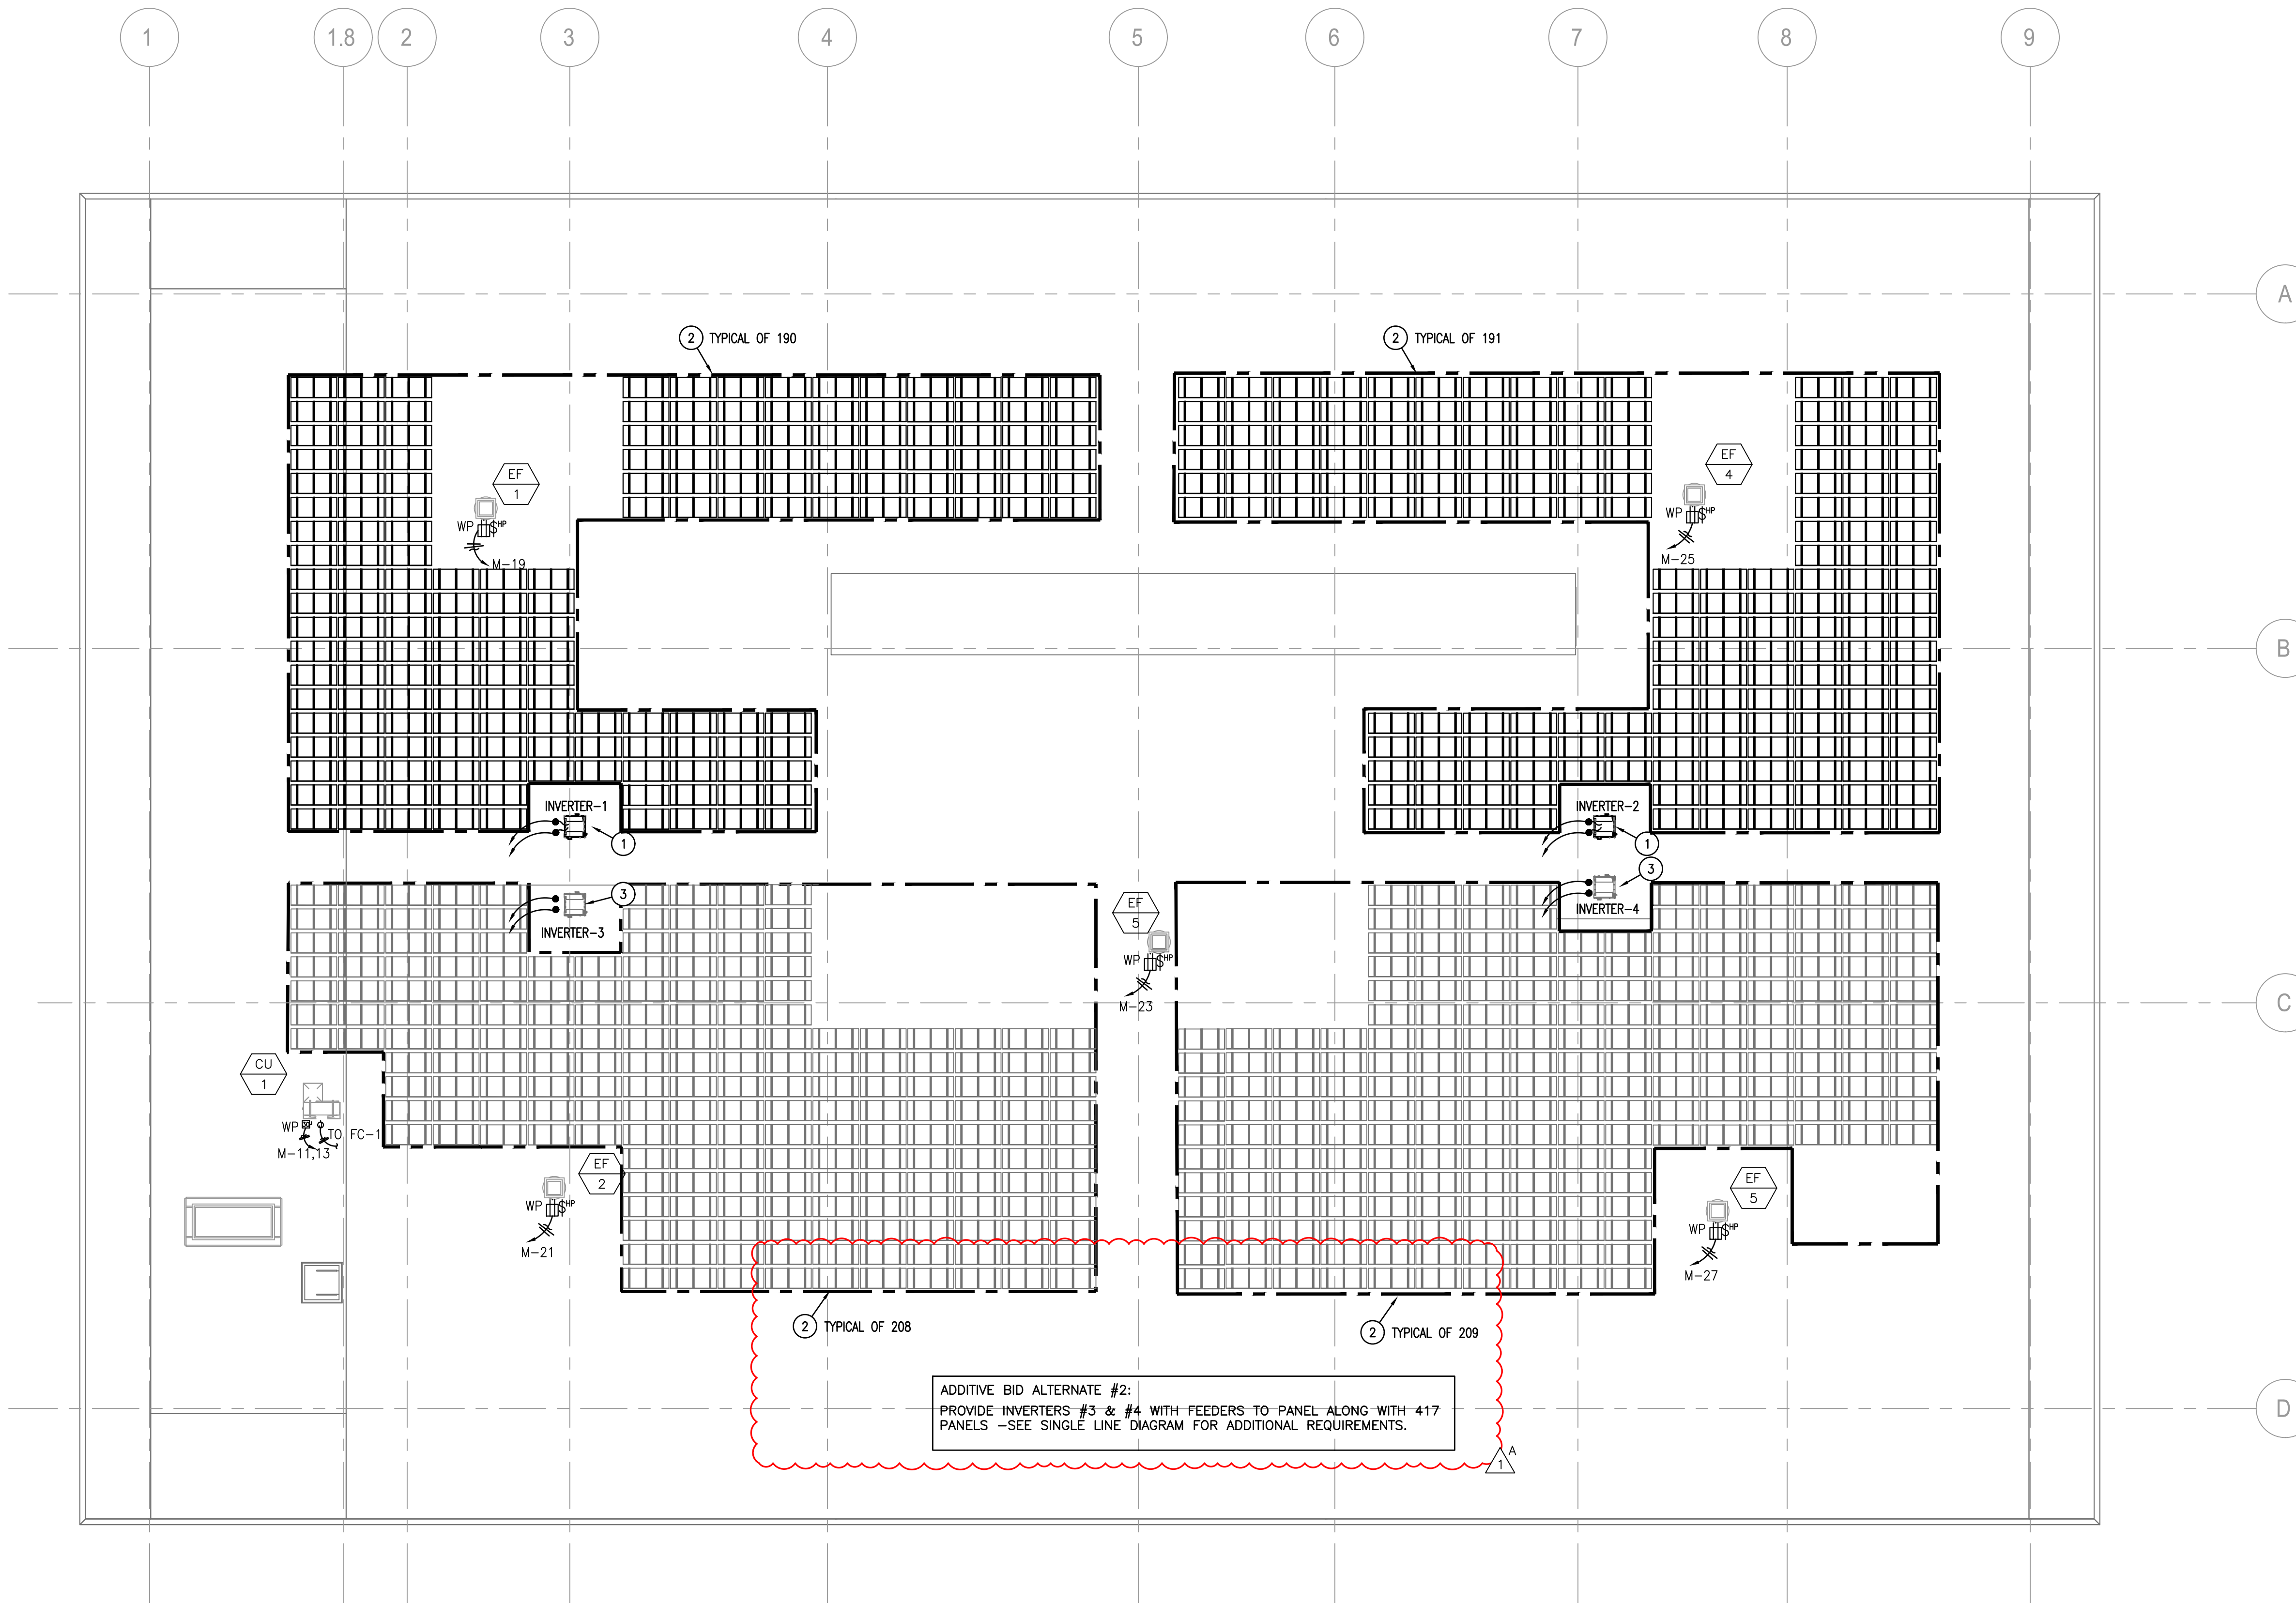 1 1.8 2 3 4 5 6 7 8 9
A
2 TYPICAL OF 190
2 TYPICAL OF 191
EF
1
WP $HP
M-19
EF
4
WP $HP
M-25
B
INVERTER-1
1
INVERTER-2
1
3
INVERTER-3
3
INVERTER-4
EF
5
WP $HP
M-23
C
CU
1
WP
TO FC-1
M-11,13
EF
2
WP $HP
M-21
EF
5
WP $HP
M-27
2 TYPICAL OF 208
2 TYPICAL OF 209
ADDITIVE BID ALTERNATE #2:
PROVIDE INVERTERS #3 & #4 WITH FEEDERS TO PANEL ALONG WITH 417
PANELS -SEE SINGLE LINE DIAGRAM FOR ADDITIONAL REQUIREMENTS.
D
A
1